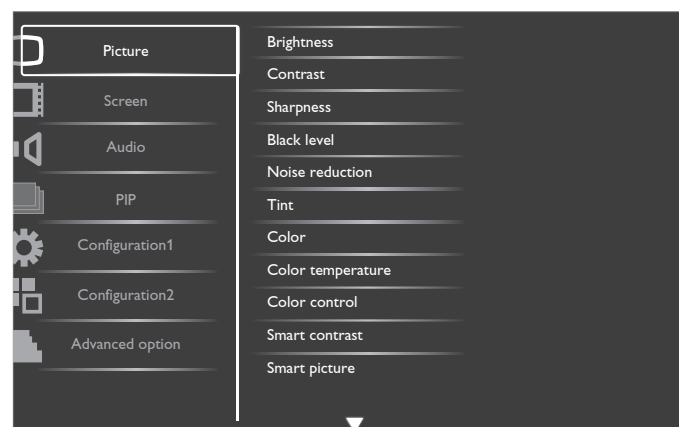 Picture
Screen
Audio
PIP
Configuration1
Configuration2
Advanced option
Brightness
Contrast
Sharpness
Black level
Noise reduction
Tint
Color
Color temperature
Color control
Smart contrast
Smart picture